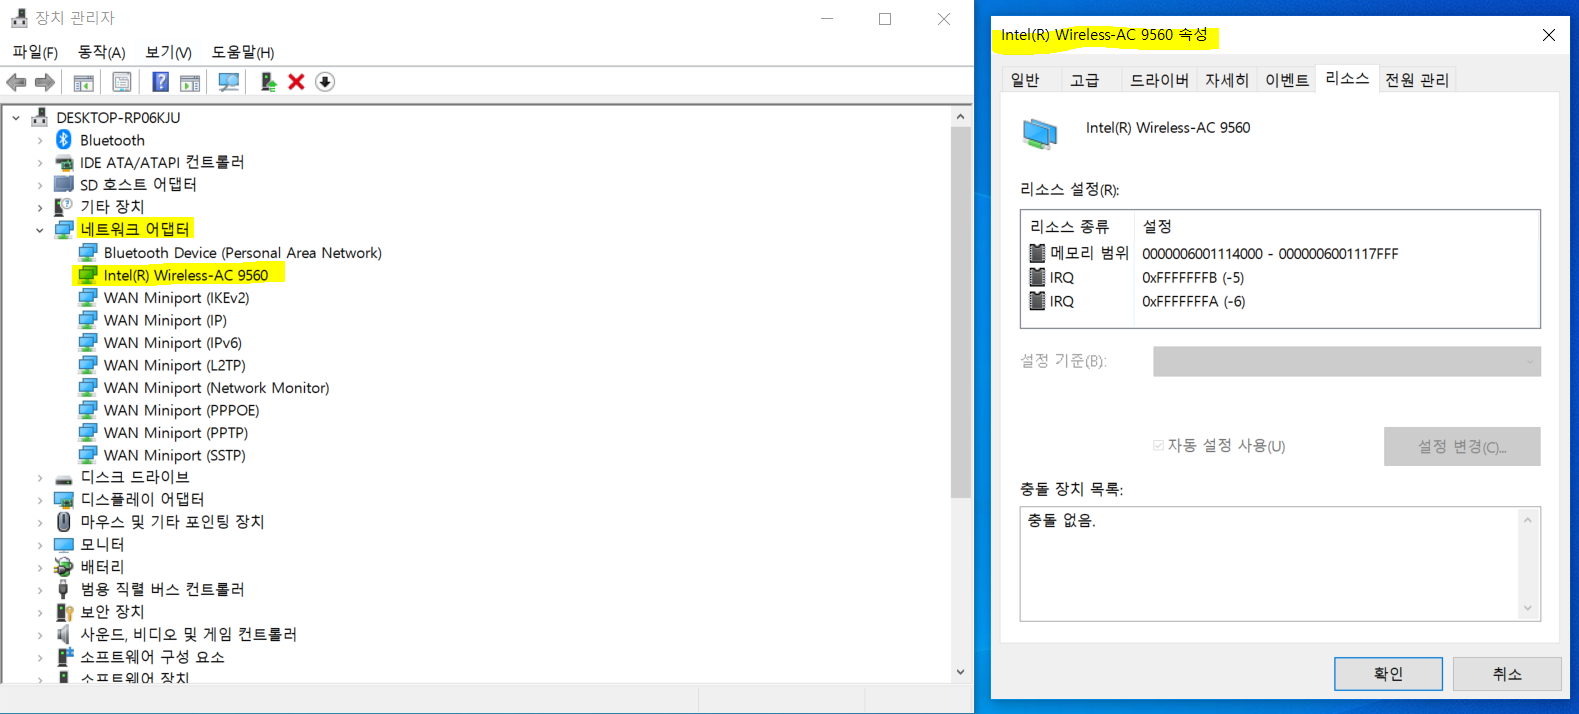 장치 관리자
파일(F) 동작(A) 보기(V) 도움말(H)
DESKTOP-RP06KJU
Bluetooth
IDE ATA/ATAPI 컨트롤러
SD 호스트 어댑터
기타 장치
네트워크 어댑터
Bluetooth Device (Personal Area Network)
Intel(R) Wireless-AC 9560
WAN Miniport (IKEv2)
WAN Miniport (IP)
WAN Miniport (IPv6)
WAN Miniport (L2TP)
WAN Miniport (Network Monitor)
WAN Miniport (PPPOE)
WAN Miniport (PPTP)
WAN Miniport (SSTP)
디스크 드라이브
디스플레이 어댑터
마우스 및 기타 포인팅 장치
모니터
배터리
범용 직렬 버스 컨트롤러
보안 장치
사운드, 비디오 및 게임 컨트롤러
소프트웨어 구성 요소
소프트웨어 장치
Intel(R) Wireless-AC 9560 속성
일반 고급 드라이버 자세히 이벤트 리소스 전원 관리
Intel(R) Wireless-AC 9560
리소스 설정(R):
리소스 종류 설정
메모리 범위 0000006001114000 - 0000006001117FFF
IRQ 0xFFFFFFFB (-5)
IRQ 0xFFFFFFFA (-6)
설정 기준(B):
자동 설정 사용(U) 설정 변경(C)...
충돌 장치 목록:
충돌 없음.
확인 취소